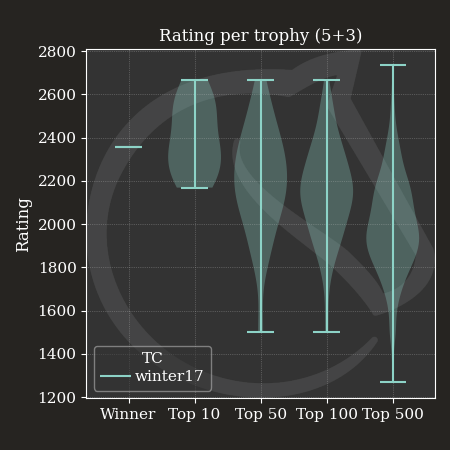 Rating per trophy (5+3)
2800
2600
2400
2200
2000
1800
1600
1400
1200
Rating
TC
winter17
Winner Top 10 Top 50 Top 100 Top 500